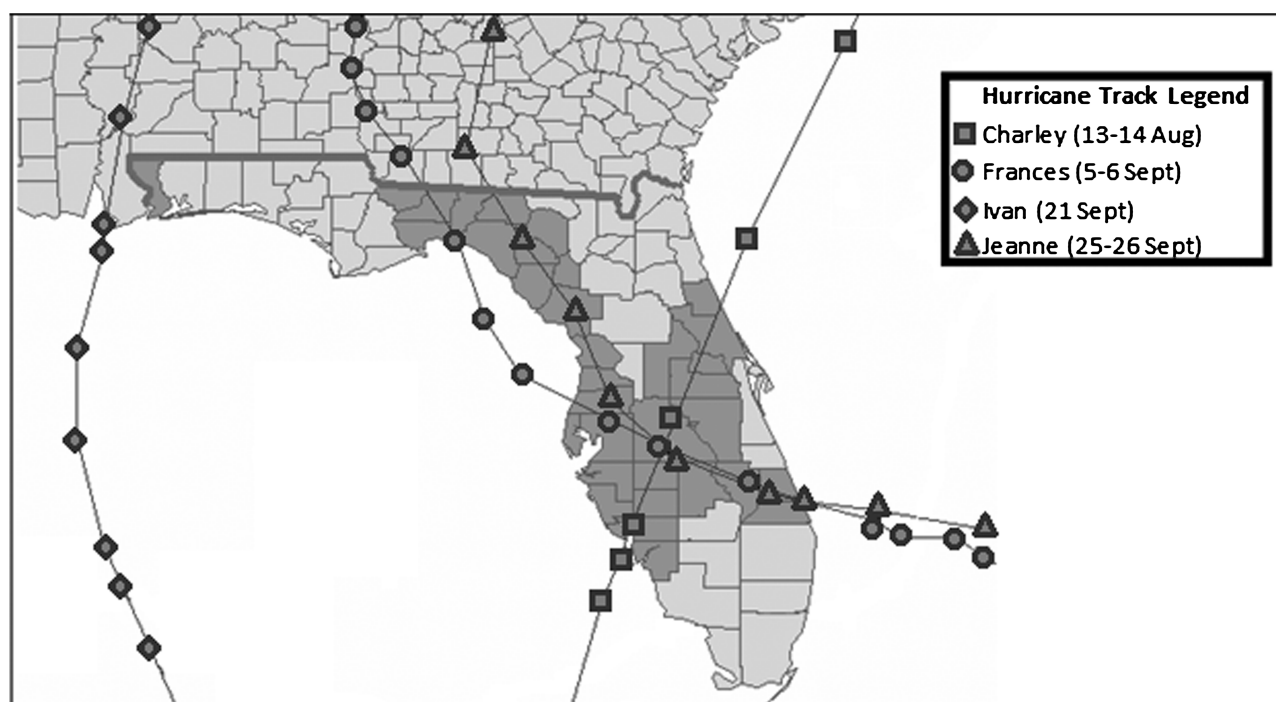 Hurricane Track Legend
Charley (13-14 Aug)
Frances (5-6 Sept)
Ivan (21 Sept)
Jeanne (25-26 Sept)